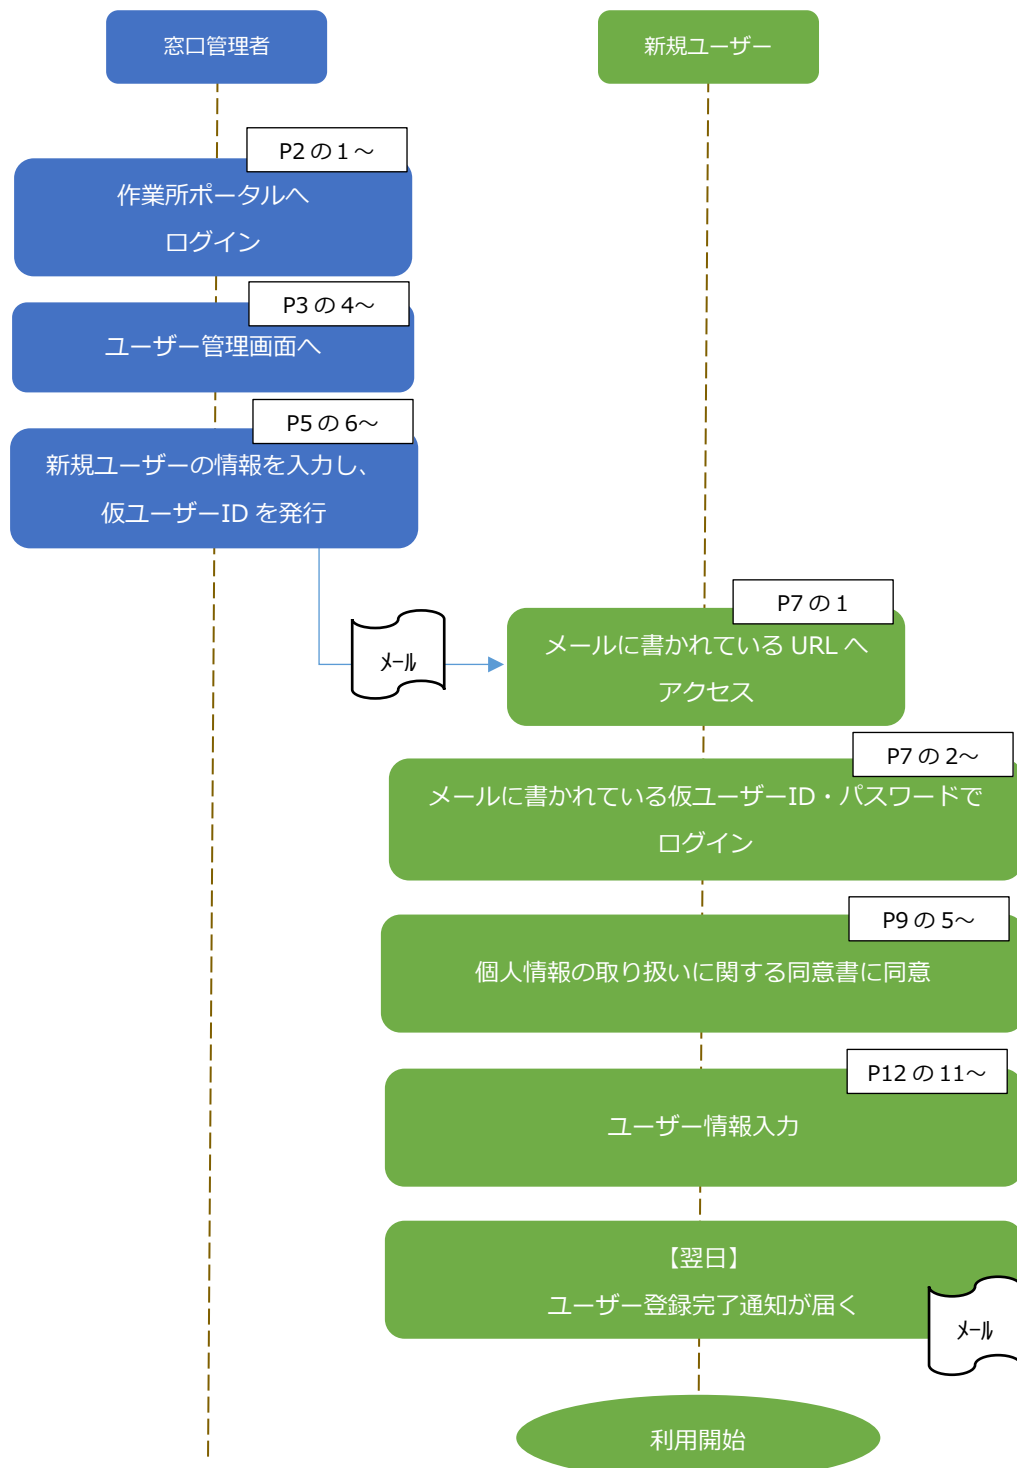 窓口管理者
新規ユーザー
P2 の 1～
作業所ポータルへ
ログイン
P3 の 4～
ユーザー管理画面へ
P5 の 6～
新規ユーザーの情報を入力し、
仮ユーザーID を発行
P7 の 1
メールに書かれている URL へ
アクセス
ﾒｰﾙ
P7 の 2～
メールに書かれている仮ユーザーID・パスワードで
ログイン
P9 の 5～
個人情報の取り扱いに関する同意書に同意
P12 の 11～
ユーザー情報入力
【翌日】
ユーザー登録完了通知が届く
ﾒｰﾙ
利用開始